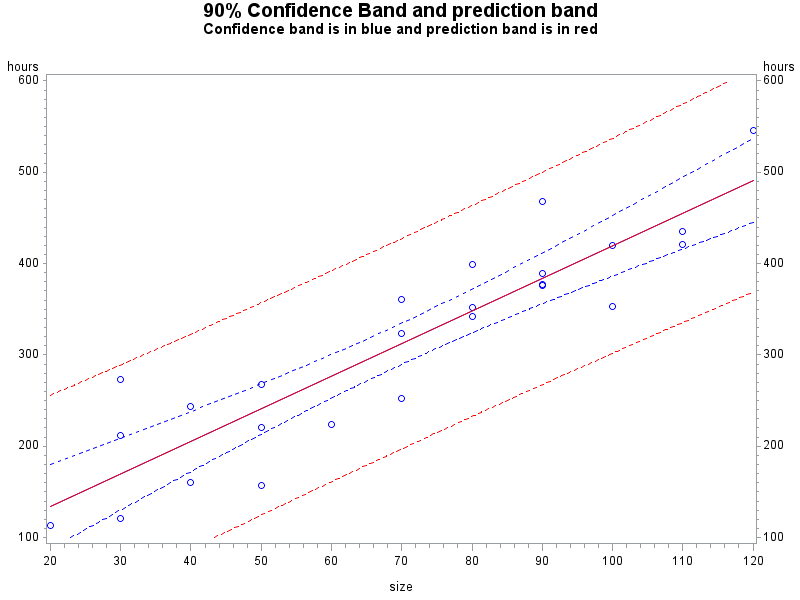 90% Confidence Band and prediction band
Confidence band is in blue and prediction band is in red
hours hours
600 600
500 500
400 400
300 300
200 200
100 100
20 30 40 50 60 70 80 90 100 110 120
size